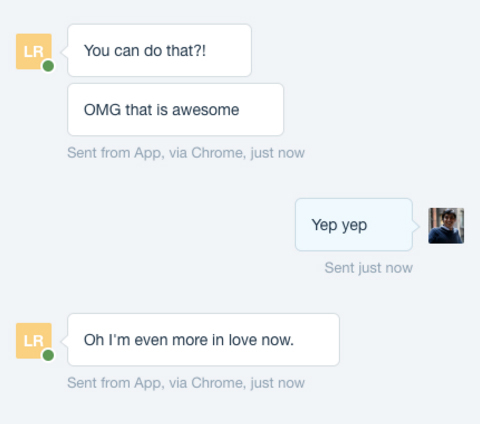 LR
You can do that?!
OMG that is awesome
Sent from App, via Chrome, just now
Yep yep
Sent just now
LR
Oh I'm even more in love now.
Sent from App, via Chrome, just now